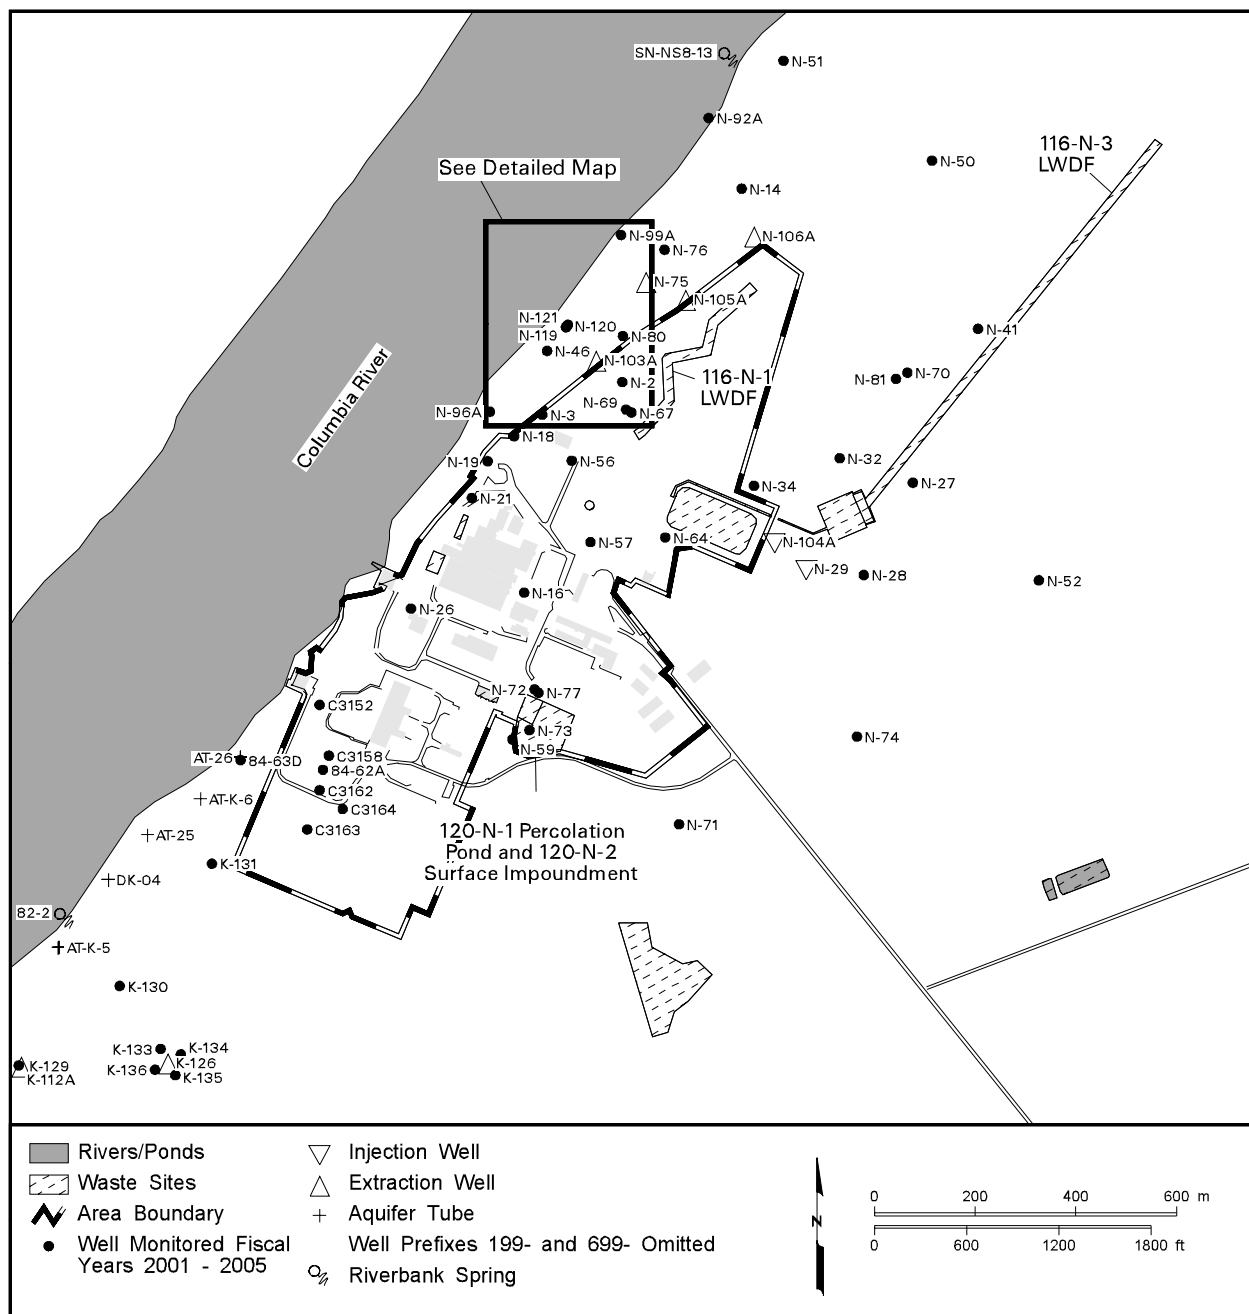 SN-NS8-13
N-51
N-92A
116-N-3
LWDF
N-50
See Detailed Map
N-14
N-99A
N-106A
N-76
N-75
N-105A
N-121
N-120
N-119
N-80
N-41
N-46
N-103A
N-70
N-81
N-2
116-N-1
LWDF
Columbia River
N-96A
N-3
N-69
N-67
N-18
N-19
N-56
N-32
N-27
N-34
N-21
N-57
N-64
N-104A
N-29
N-28
N-52
N-16
N-26
N-72
N-77
C3152
N-73
N-59
N-74
AT-26
84-63D
C3158
84-62A
C3162
AT-K-6
C3164
C3163
AT-25
N-71
120-N-1 Percolation
Pond and 120-N-2
Surface Impoundment
K-131
DK-04
82-2
AT-K-5
K-130
K-133
K-134
K-129
K-126
K-136
K-135
K-112A
Rivers/Ponds
Waste Sites
Area Boundary
Well Monitored Fiscal
Years 2001 - 2005
Injection Well
Extraction Well
Aquifer Tube
Well Prefixes 199- and 699- Omitted
Riverbank Spring
N
0 200 400 600 m
0 600 1200 1800 ft